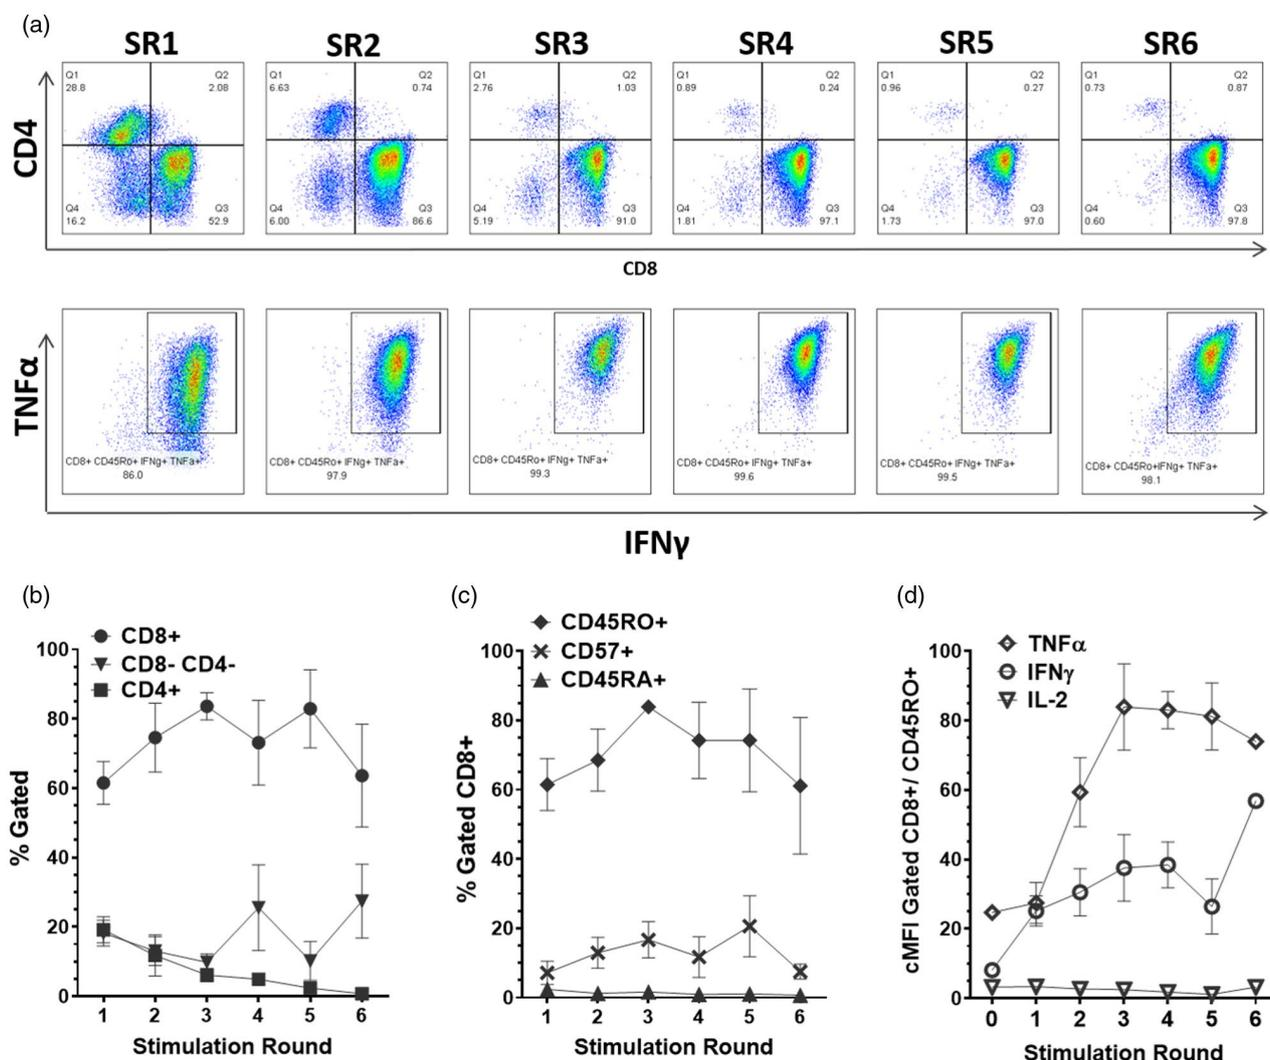 (a)
SR1 SR2 SR3 SR4 SR5 SR6
CD4
Q1 28.8 Q2 2.08 Q4 16.2 Q3 52.9
Q1 6.63 Q2 0.74 Q4 6.00 Q3 86.6
Q1 2.76 Q2 1.03 Q4 5.19 Q3 91.0
Q1 0.89 Q2 0.24 Q4 1.81 Q3 97.1
Q1 0.96 Q2 0.27 Q4 1.73 Q3 97.0
Q1 0.73 Q2 0.87 Q4 0.60 Q3 97.8
CD8
TNFα
CD8+ CD45Ro+ IFNg+ TNFa+
86.0
CD8+ CD45Ro+ IFNg+ TNFa+
97.9
CD8+ CD45Ro+ IFNg+ TNFa+
99.3
CD8+ CD45Ro+ IFNg+ TNFa+
99.6
CD8+ CD45Ro+ IFNg+ TNFa+
99.5
CD8+ CD45Ro+IFNg+ TNFa+
98.1
IFNγ
(b)
CD8+
CD8- CD4-
CD4+
% Gated
100
80
60
40
20
0
1 2 3 4 5 6
Stimulation Round
(c)
CD45RO+
CD57+
CD45RA+
% Gated CD8+
100
80
60
40
20
0
1 2 3 4 5 6
Stimulation Round
(d)
TNFα
IFNγ
IL-2
cMFI Gated CD8+/ CD45RO+
100
80
60
40
20
0
0 1 2 3 4 5 6
Stimulation Round